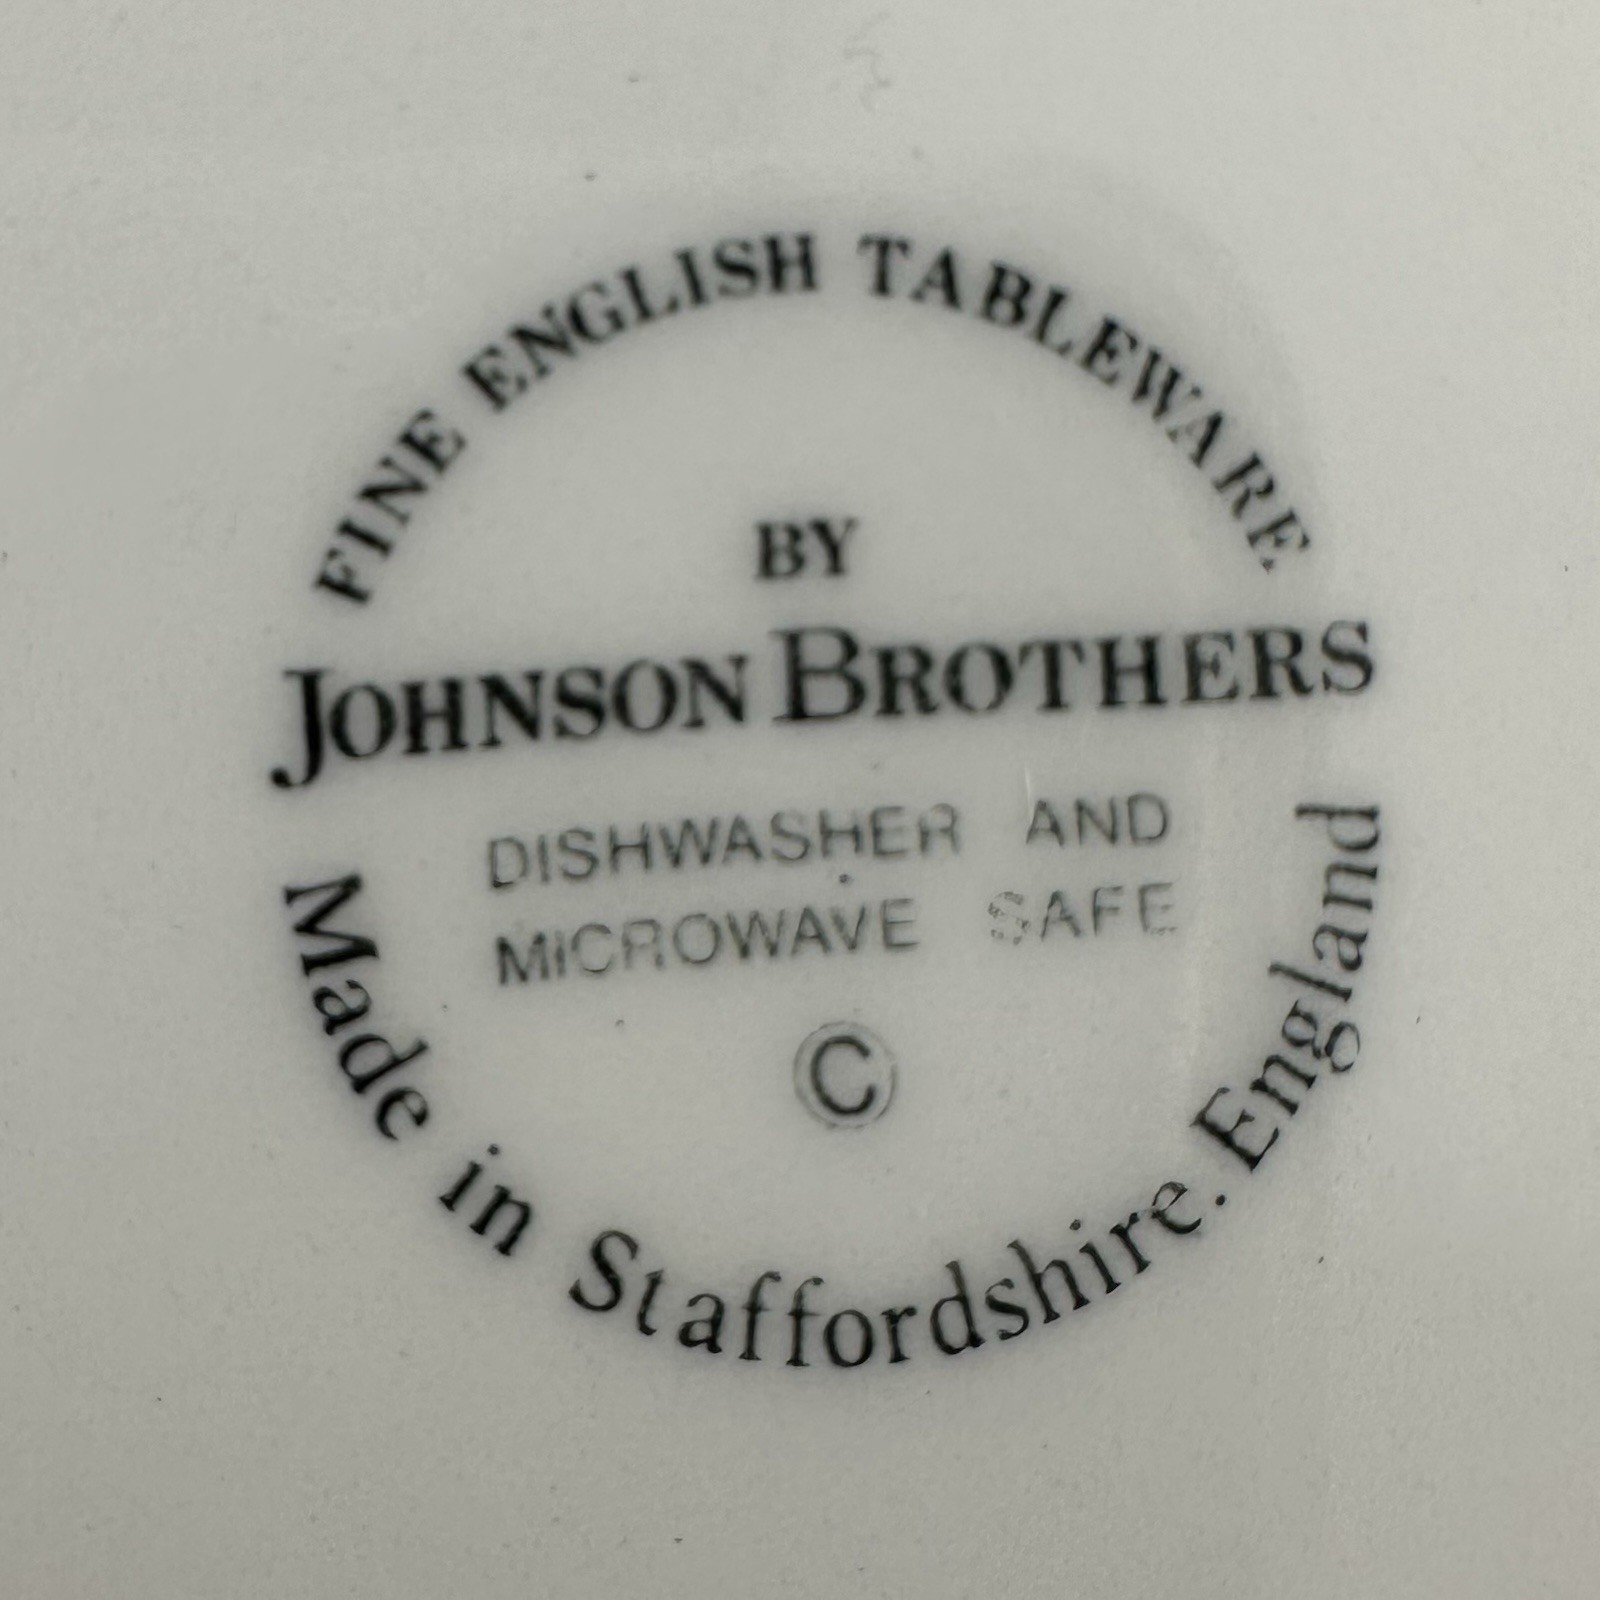 FINE ENGLISH TABLEWARE
BY
JOHNSON BROTHERS
DISHWASHER AND
MICROWAVE SAFE
©
Made in Staffordshire. England